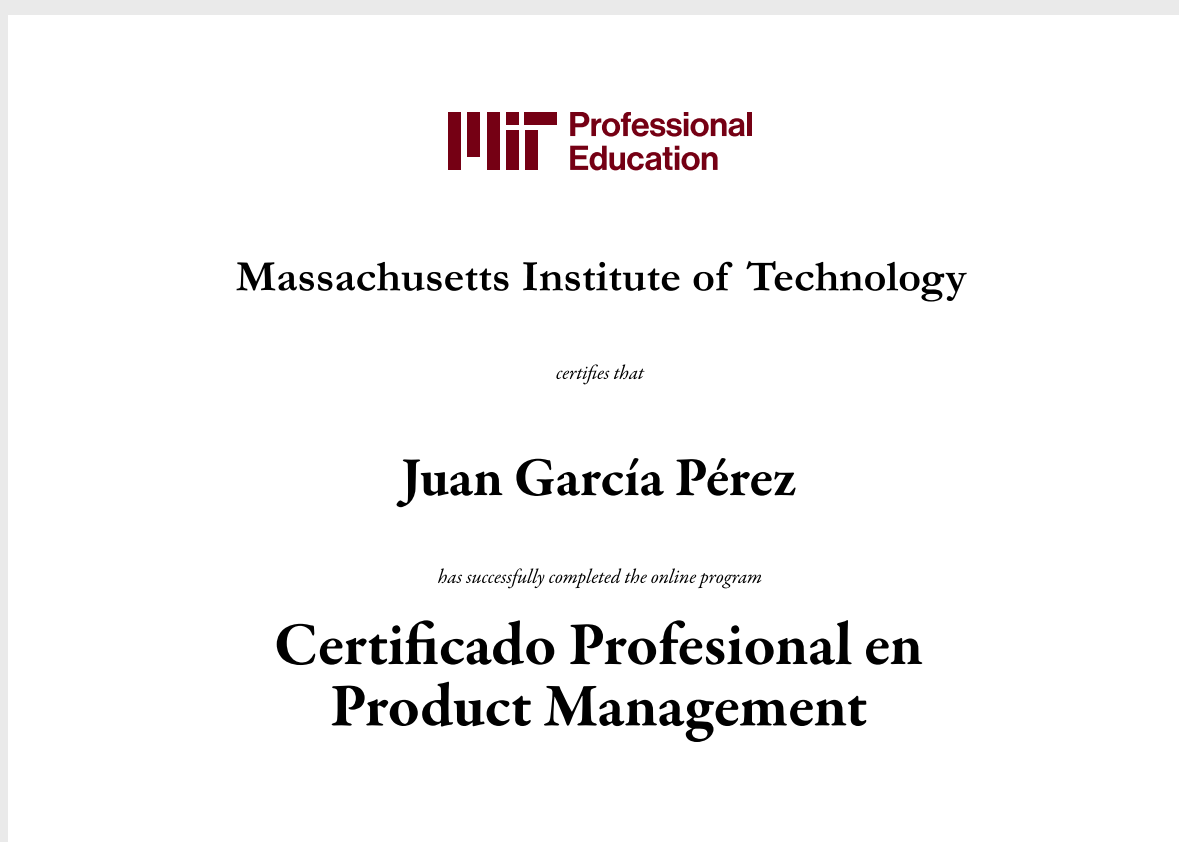 MIT Professional
Education
Massachusetts Institute of Technology
certifies that
Juan García Pérez
has successfully completed the online program
Certificado Profesional en
Product Management